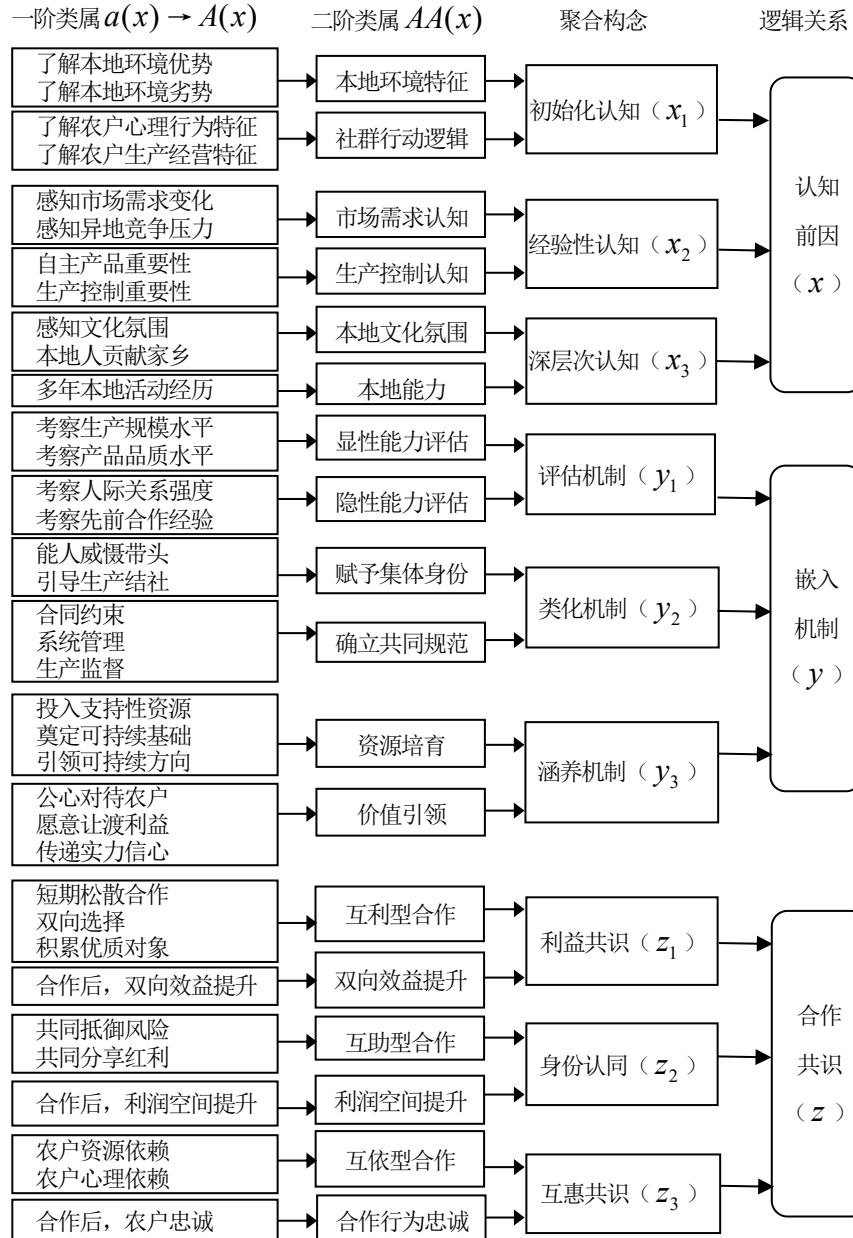 一阶类属 a(x) → A(x) 二阶类属 AA(x) 聚合构念 逻辑关系
了解本地环境优势
了解本地环境劣势
本地环境特征
了解农户心理行为特征
了解农户生产经营特征
社群行动逻辑
初始化认知（x₁）
感知市场需求变化
感知异地竞争压力
市场需求认知
自主产品重要性
生产控制重要性
生产控制认知
经验性认知（x₂）
感知文化氛围
本地人贡献家乡
本地文化氛围
多年本地活动经历
本地能力
深层次认知（x₃）
认知
前因
（x）
考察生产规模水平
考察产品品质水平
显性能力评估
考察人际关系强度
考察先前合作经验
隐性能力评估
评估机制（y₁）
能人威慑带头
引导生产结社
赋予集体身份
合同约束
系统管理
生产监督
确立共同规范
类化机制（y₂）
投入支持性资源
奠定可持续基础
引领可持续方向
资源培育
公心对待农户
愿意让渡利益
传递实力信心
价值引领
涵养机制（y₃）
嵌入
机制
（y）
短期松散合作
双向选择
积累优质对象
互利型合作
合作后，双向效益提升
双向效益提升
利益共识（z₁）
共同抵御风险
共同分享红利
互助型合作
合作后，利润空间提升
利润空间提升
身份认同（z₂）
农户资源依赖
农户心理依赖
互依型合作
合作后，农户忠诚
合作行为忠诚
互惠共识（z₃）
合作
共识
（z）